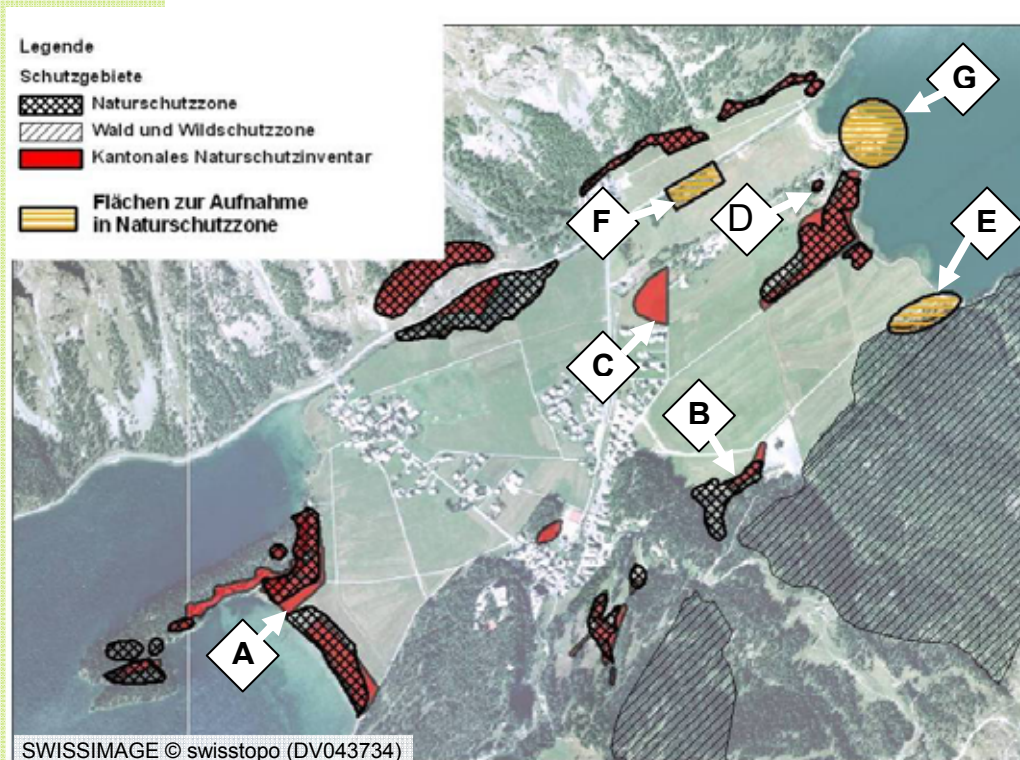 Legende
Schutzgebiete
Naturschutzzone
Wald und Wildschutzzone
Kantonales Naturschutzinventar
Flächen zur Aufnahme
in Naturschutzzone
G
E
F
D
C
B
A
SWISSIMAGE © swisstopo (DV043734)